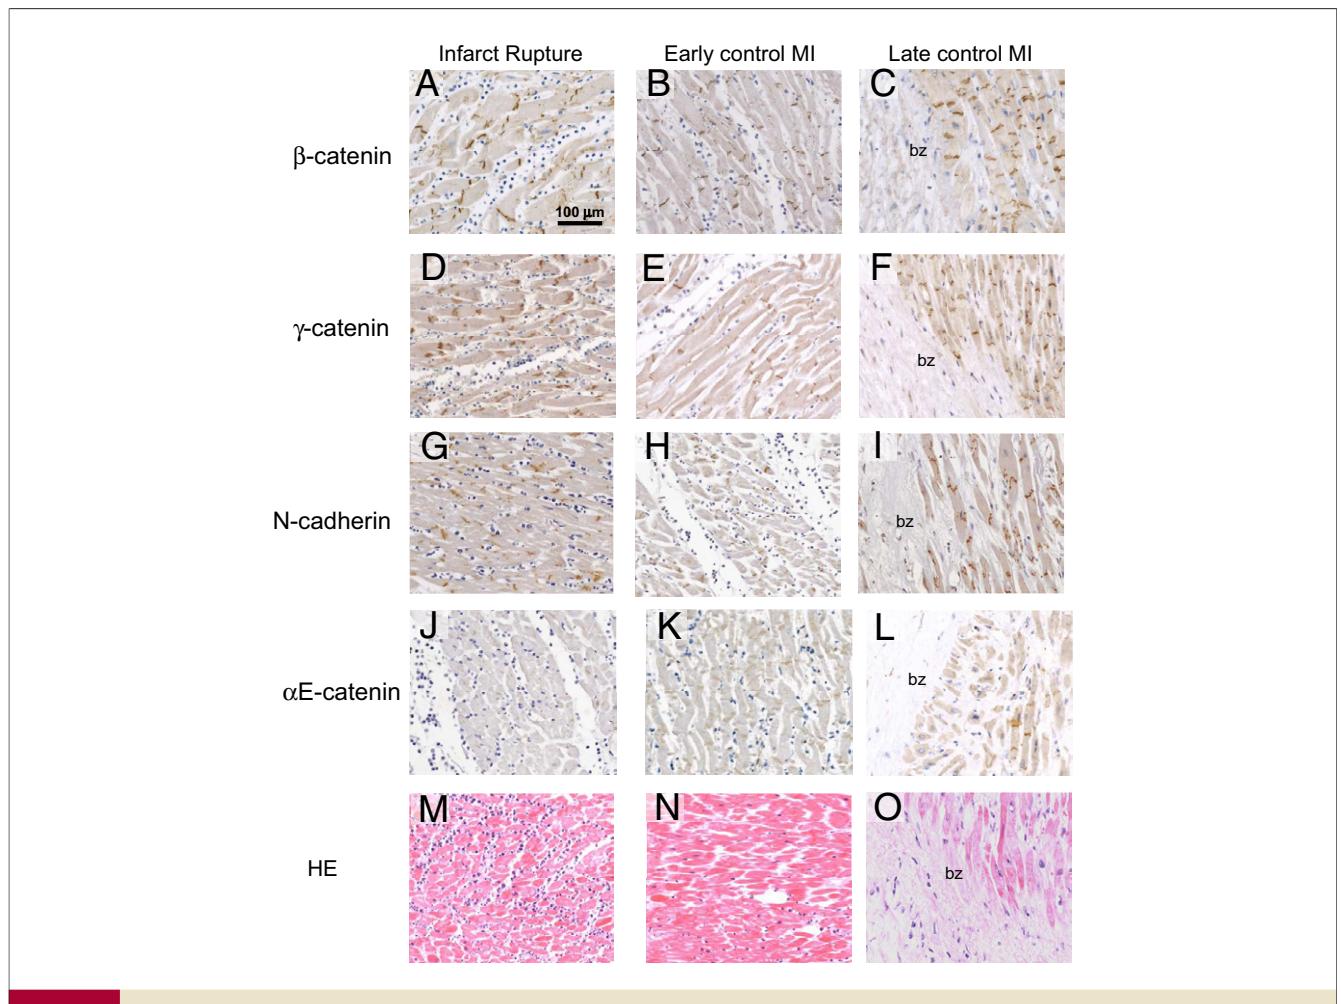 Infarct Rupture Early control MI Late control MI
A B C
β-catenin bz
100 µm
D E F
γ-catenin bz
G H I
N-cadherin bz
J K L
αE-catenin bz
M N O
HE bz